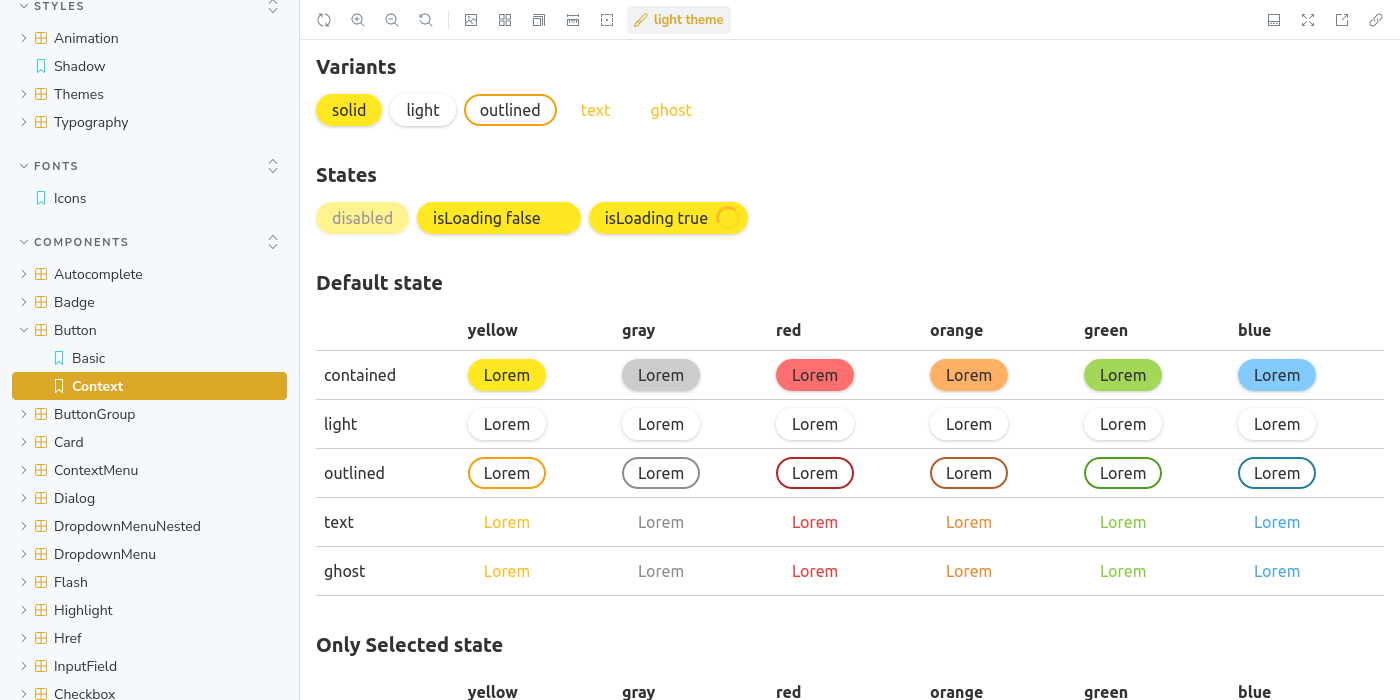 STYLES
Animation
Shadow
Themes
Typography
FONTS
Icons
COMPONENTS
Autocomplete
Badge
Button
Basic
Context
ButtonGroup
Card
ContextMenu
Dialog
DropdownMenuNested
DropdownMenu
Flash
Highlight
Href
InputField
Checkbox
light theme
Variants
solid light outlined text ghost
States
disabled isLoading false isLoading true
Default state
yellow gray red orange green blue
contained Lorem Lorem Lorem Lorem Lorem Lorem
light Lorem Lorem Lorem Lorem Lorem Lorem
outlined Lorem Lorem Lorem Lorem Lorem Lorem
text Lorem Lorem Lorem Lorem Lorem Lorem
ghost Lorem Lorem Lorem Lorem Lorem Lorem
Only Selected state
yellow gray red orange green blue